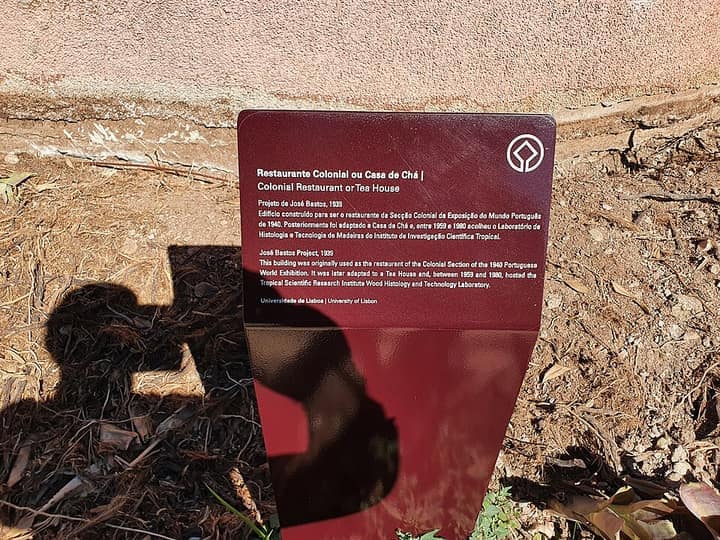 Restaurante Colonial ou Casa de Chá |
Colonial Restaurant or Tea House
Projeto de José Bastos, 1939
Edifício construído para ser o restaurante da Secção Colonial da Exposição do Mundo Português
de 1940. Posteriormente foi adaptado a Casa de Chá e, entre 1959 e 1980 acolheu o Laboratório de
Histologia e Tecnologia de Madeiras do Instituto de Investigação Científica Tropical.
José Bastos Project, 1939
This building was originally used as the restaurant of the Colonial Section of the 1940 Portuguese
World Exhibition. It was later adapted to a Tea House and, between 1959 and 1980, hosted the
Tropical Scientific Research Institute Wood Histology and Technology Laboratory.
Universidade de Lisboa | University of Lisbon